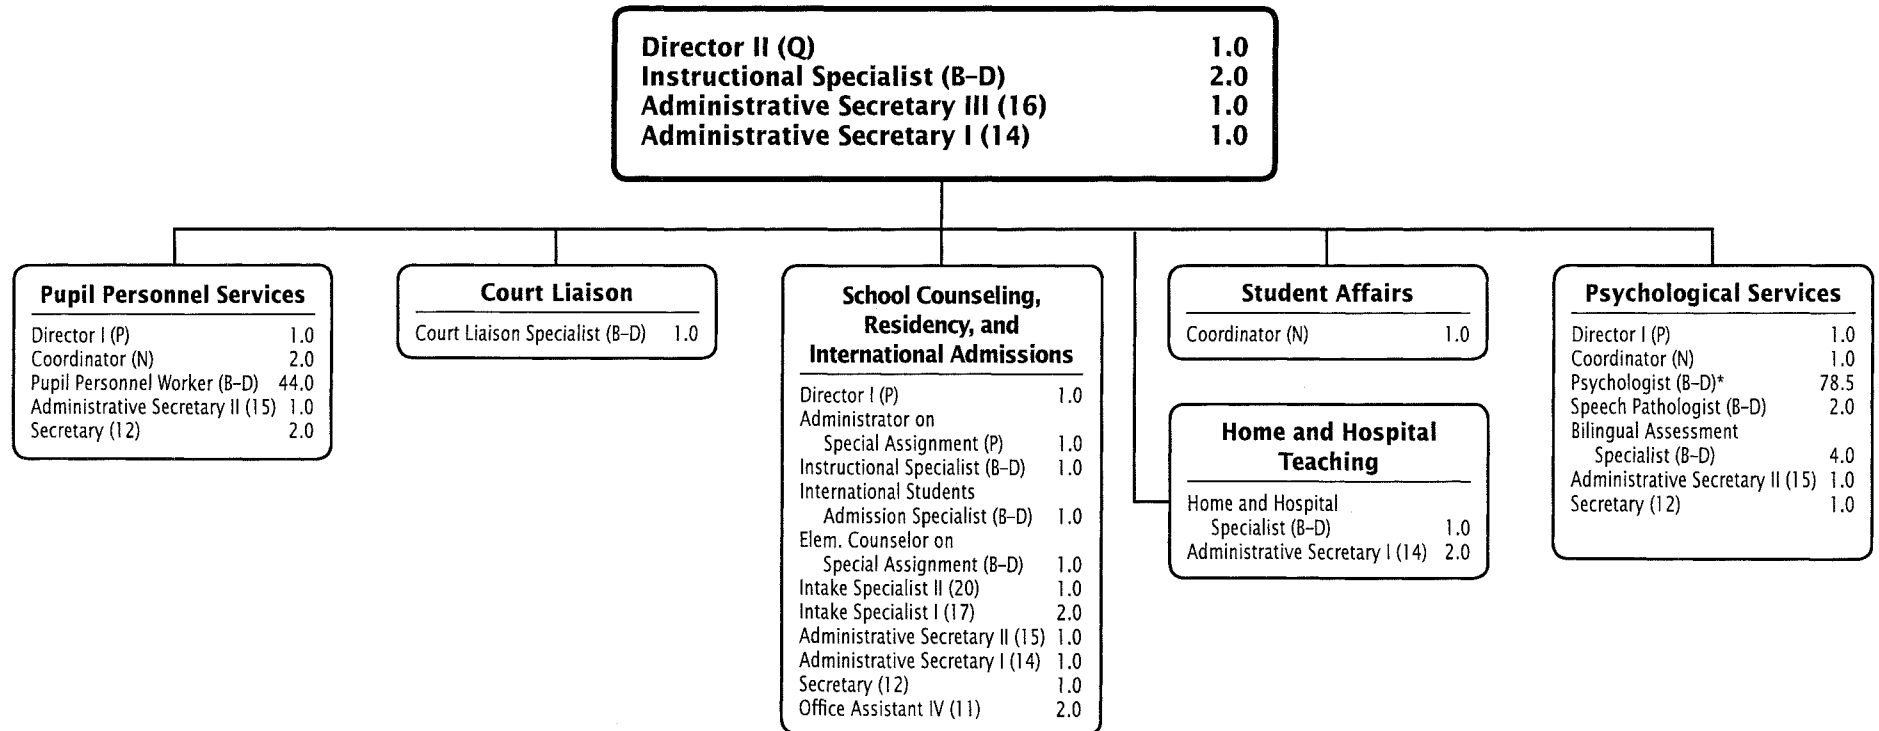 Director II (Q) 1.0
Instructional Specialist (B–D) 2.0
Administrative Secretary III (16) 1.0
Administrative Secretary I (14) 1.0
Pupil Personnel Services
Director I (P) 1.0
Coordinator (N) 2.0
Pupil Personnel Worker (B–D) 44.0
Administrative Secretary II (15) 1.0
Secretary (12) 2.0
Court Liaison
Court Liaison Specialist (B–D) 1.0
School Counseling,
Residency, and
International Admissions
Director I (P) 1.0
Administrator on
Special Assignment (P) 1.0
Instructional Specialist (B–D) 1.0
International Students
Admission Specialist (B–D) 1.0
Elem. Counselor on
Special Assignment (B–D) 1.0
Intake Specialist II (20) 1.0
Intake Specialist I (17) 2.0
Administrative Secretary II (15) 1.0
Administrative Secretary I (14) 1.0
Secretary (12) 1.0
Office Assistant IV (11) 2.0
Student Affairs
Coordinator (N) 1.0
Home and Hospital
Teaching
Home and Hospital
Specialist (B–D) 1.0
Administrative Secretary I (14) 2.0
Psychological Services
Director I (P) 1.0
Coordinator (N) 1.0
Psychologist (B–D)* 78.5
Speech Pathologist (B–D) 2.0
Bilingual Assessment
Specialist (B–D) 4.0
Administrative Secretary II (15) 1.0
Secretary (12) 1.0